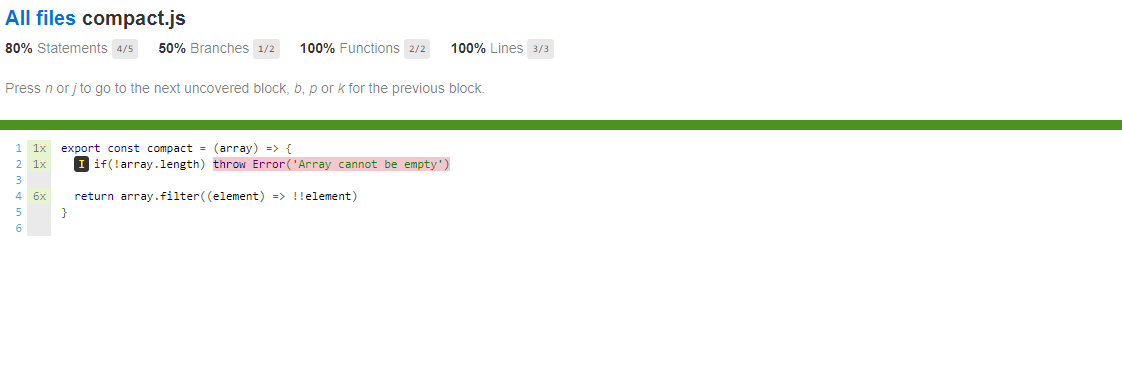 All files compact.js
80% Statements 4/5 50% Branches 1/2 100% Functions 2/2 100% Lines 3/3
Press n or j to go to the next uncovered block, b, p or k for the previous block.
1 1x export const compact = (array) => {
2 1x I if(!array.length) throw Error('Array cannot be empty')
3
4 6x return array.filter((element) => !!element)
5 }
6